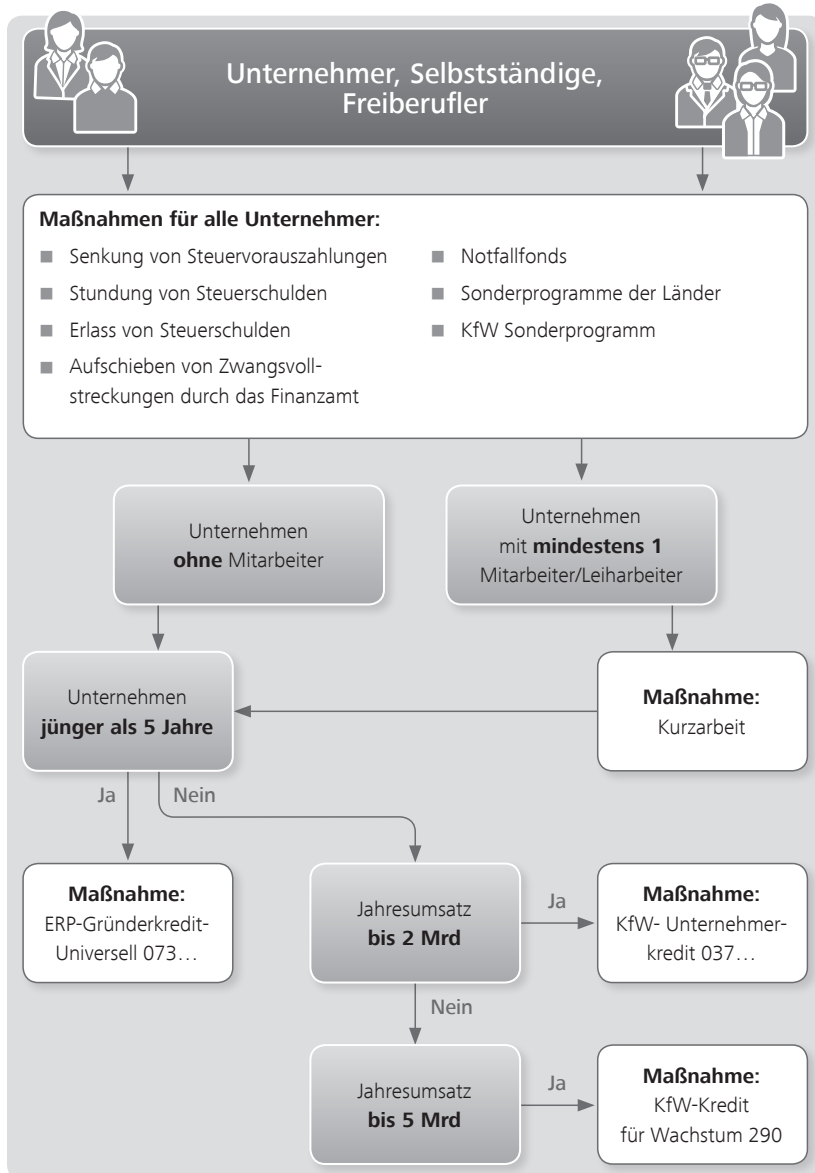 Unternehmer, Selbstständige,
Freiberufler
Maßnahmen für alle Unternehmer:
Senkung von Steuervorauszahlungen
Stundung von Steuerschulden
Erlass von Steuerschulden
Aufschieben von Zwangsvoll-
streckungen durch das Finanzamt
Notfallfonds
Sonderprogramme der Länder
KfW Sonderprogramm
Unternehmen
ohne Mitarbeiter
Unternehmen
mit mindestens 1
Mitarbeiter/Leiharbeiter
Unternehmen
jünger als 5 Jahre
Maßnahme:
Kurzarbeit
Ja
Nein
Maßnahme:
ERP-Gründerkredit-
Universell 073…
Jahresumsatz
bis 2 Mrd
Ja
Maßnahme:
KfW- Unternehmer-
kredit 037…
Nein
Jahresumsatz
bis 5 Mrd
Ja
Maßnahme:
KfW-Kredit
für Wachstum 290